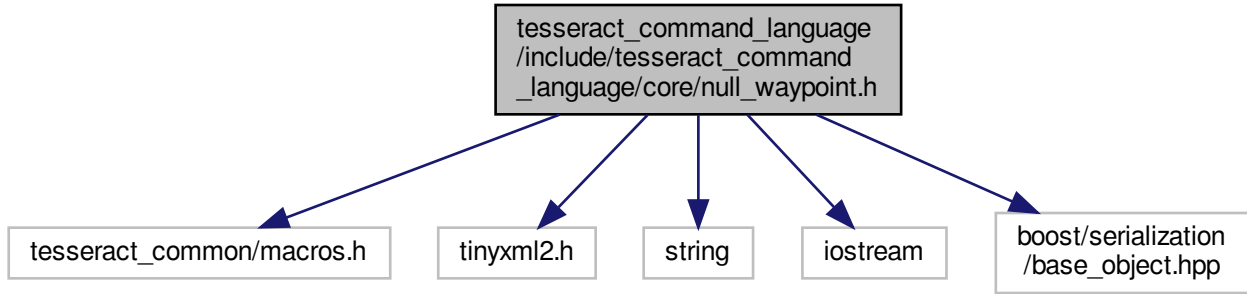 tesseract_command_language
/include/tesseract_command
_language/core/null_waypoint.h
tesseract_common/macros.h
tinyxml2.h
string
iostream
boost/serialization
/base_object.hpp